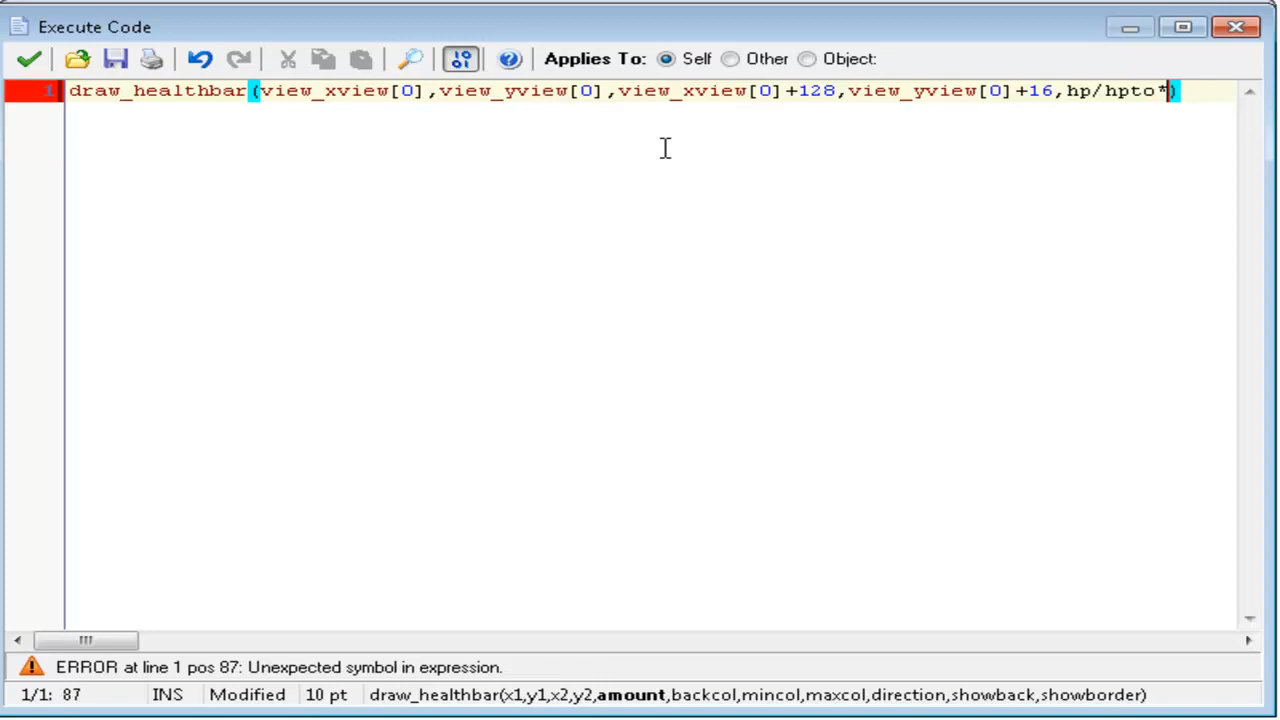 Execute Code
Applies To: Self Other Object:
1 draw_healthbar(view_xview[0],view_yview[0],view_xview[0]+128,view_yview[0]+16,hp/hpto*)
ERROR at line 1 pos 87: Unexpected symbol in expression.
1/1: 87 INS Modified 10 pt draw_healthbar(x1,y1,x2,y2,amount,backcol,mincol,maxcol,direction,showback,showborder)